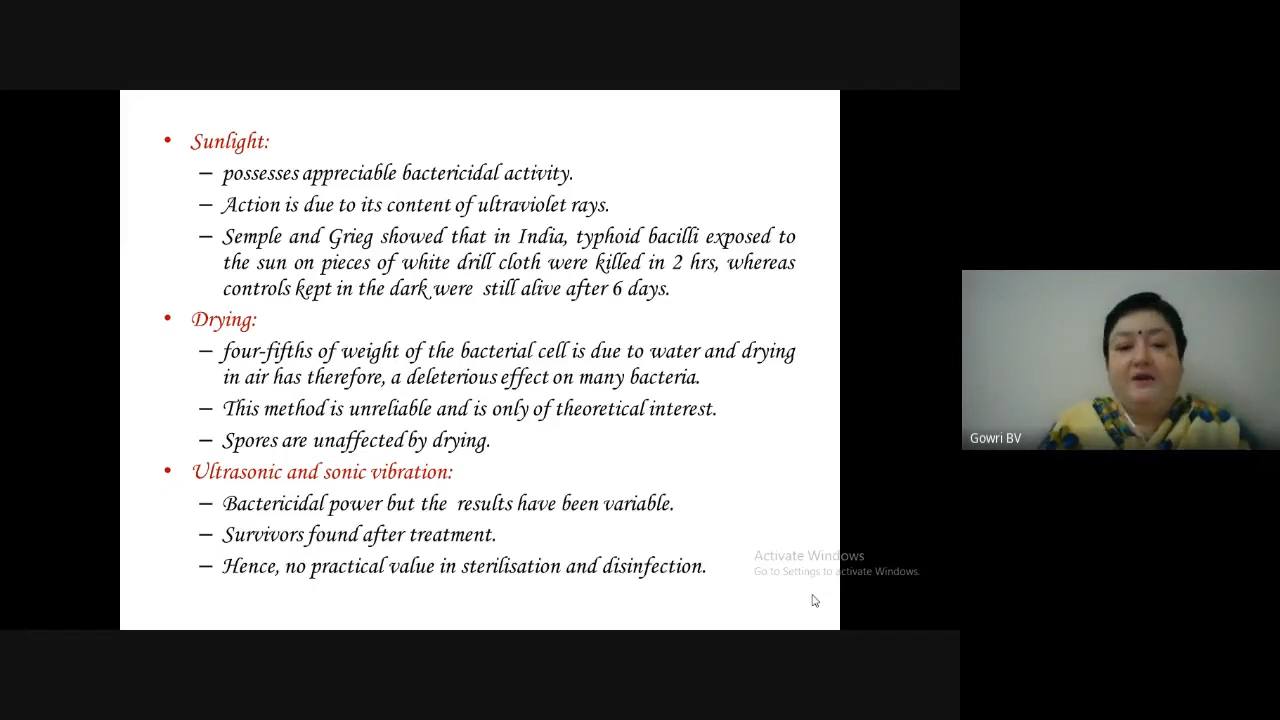 • Sunlight:
– possesses appreciable bactericidal activity.
– Action is due to its content of ultraviolet rays.
– Semple and Grieg showed that in India, typhoid bacilli exposed to
the sun on pieces of white drill cloth were killed in 2 hrs, whereas
controls kept in the dark were still alive after 6 days.
• Drying:
– four-fifths of weight of the bacterial cell is due to water and drying
in air has therefore, a deleterious effect on many bacteria.
– This method is unreliable and is only of theoretical interest.
– Spores are unaffected by drying.
• Ultrasonic and sonic vibration:
– Bactericidal power but the results have been variable.
– Survivors found after treatment.
– Hence, no practical value in sterilisation and disinfection.
Activate Windows
Go to Settings to activate Windows.
Gowri BV